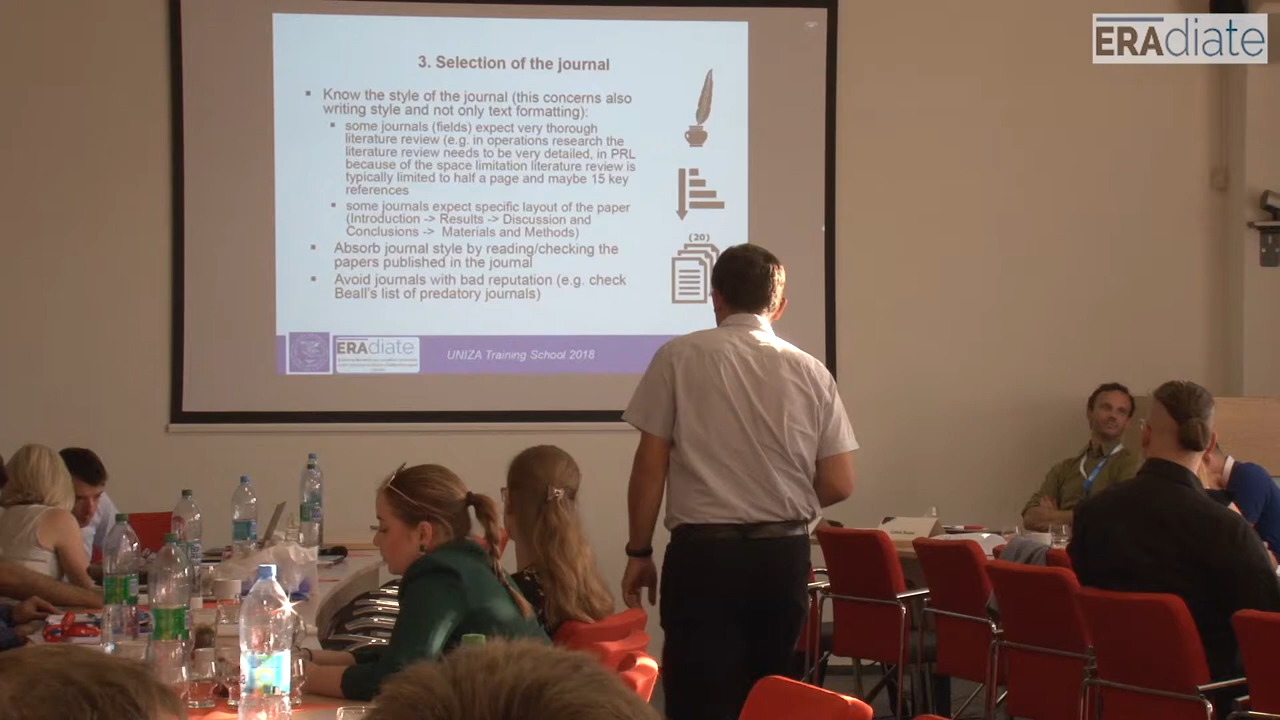 ERAdiate
3. Selection of the journal
Know the style of the journal (this concerns also
writing style and not only text formatting):
some journals (fields) expect very thorough
literature review (e.g. in operations research the
literature review needs to be very detailed, in PRL
because of the space limitation literature review is
typically limited to half a page and maybe 15 key
references
some journals expect specific layout of the paper
(Introduction -> Results -> Discussion and
Conclusions -> Materials and Methods)
(20)
Absorb journal style by reading/checking the
papers published in the journal
Avoid journals with bad reputation (e.g. check
Beall's list of predatory journals)
ERAdiate
UNIZA Training School 2018